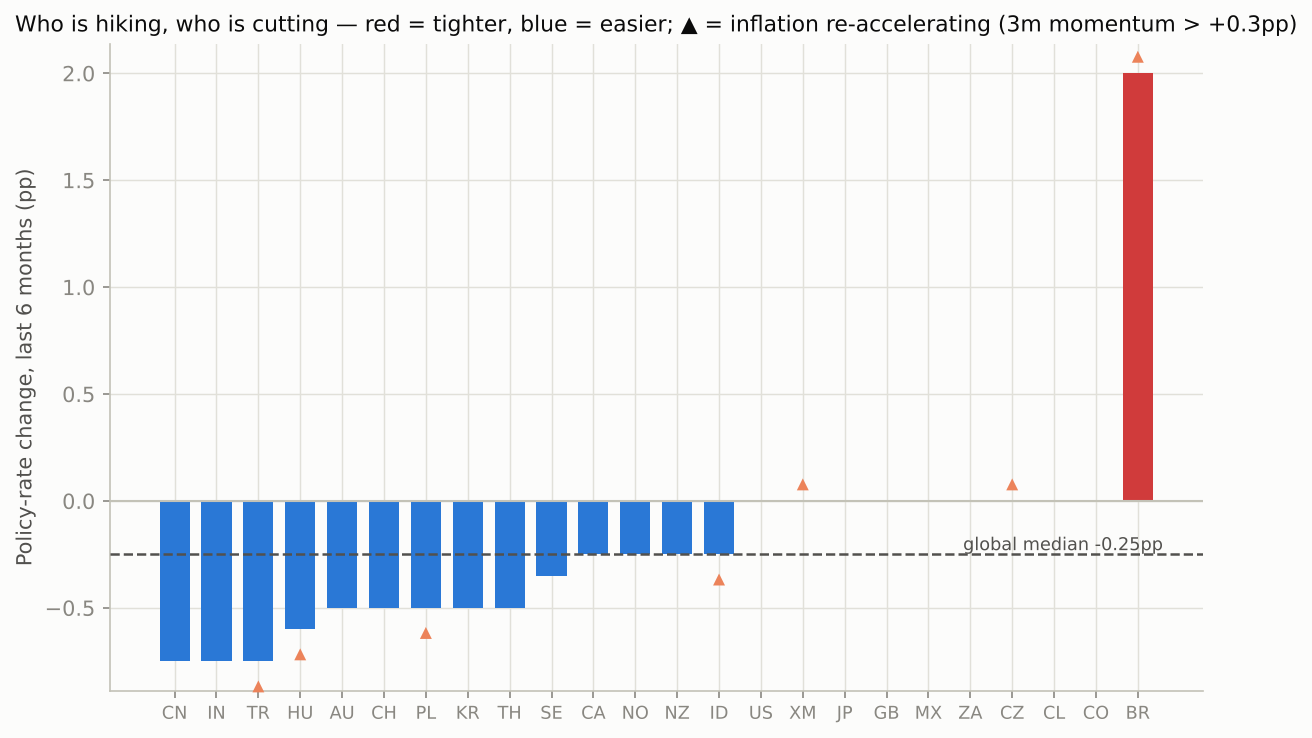 Who is hiking, who is cutting — red = tighter, blue = easier; ▲ = inflation re-accelerating (3m momentum > +0.3pp)
Policy-rate change, last 6 months (pp)
2.0
1.5
1.0
0.5
0.0
−0.5
global median -0.25pp
CN IN TR HU AU CH PL KR TH SE CA NO NZ ID US XM JP GB MX ZA CZ CL CO BR